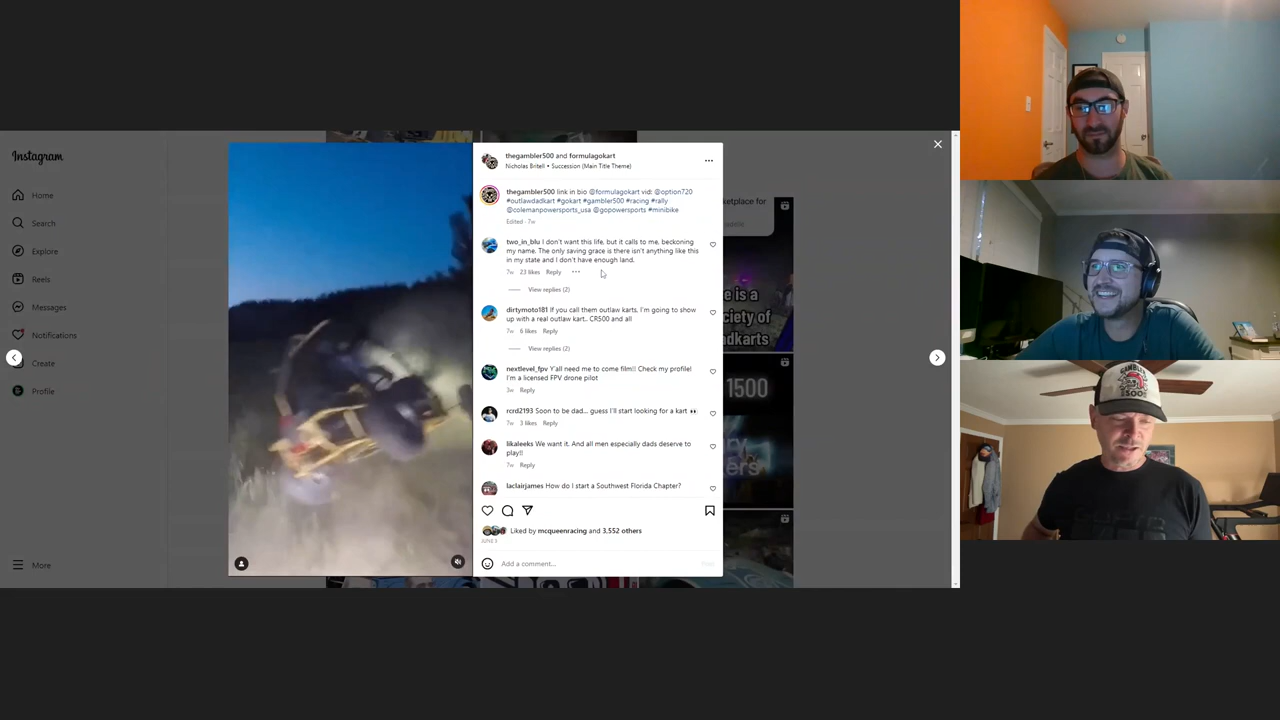 Instagram
Home
Search
Explore
Reels
Messages
Notifications
Create
Profile
More
thegambler500 and formulagokart
Nicholas Britell • Succession (Main Title Theme)
thegambler500 link in bio @formulagokart vid: @option720
#outlawdadkart #gokart #gambler500 #racing #rally
@colemanpowersports_usa @gopowersports #minibike
Edited · 7w
two_in_blu I don't want this life, but it calls to me, beckoning
my name. The only saving grace is there isn't anything like this
in my state and I don't have enough land.
7w 23 likes Reply
View replies (2)
dirtymoto181 If you call them outlaw karts, I'm going to show
up with a real outlaw kart.. CR500 and all
7w 6 likes Reply
View replies (2)
nextlevel_fpv Y'all need me to come film!! Check my profile!
I'm a licensed FPV drone pilot
3w Reply
rcrd2193 Soon to be dad... guess I'll start looking for a kart 👀
7w 3 likes Reply
likaleeks We want it. And all men especially dads deserve to
play!!
7w Reply
laclairjames How do I start a Southwest Florida Chapter?
Liked by mcqueenracing and 3,552 others
JUNE 3
Add a comment...
Post
ketplace for
e is a
ciety of
dkarts
1500